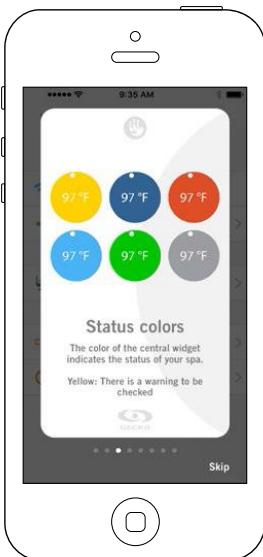 9:35 AM
97 °F 97 °F 97 °F
97 °F 97 °F 97 °F
Status colors
The color of the central widget
indicates the status of your spa.
Yellow: There is a warning to be
checked
GECKO
Skip